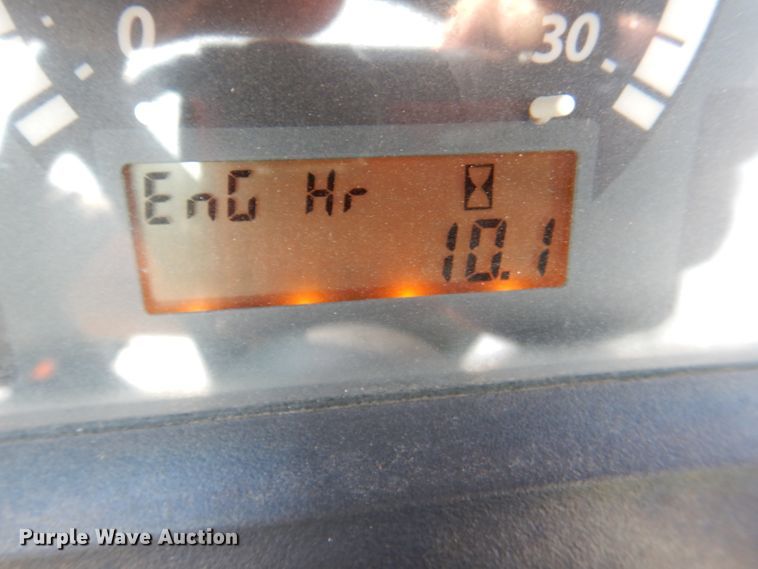 0 30
EnG Hr
10.1
Purple Wave Auction